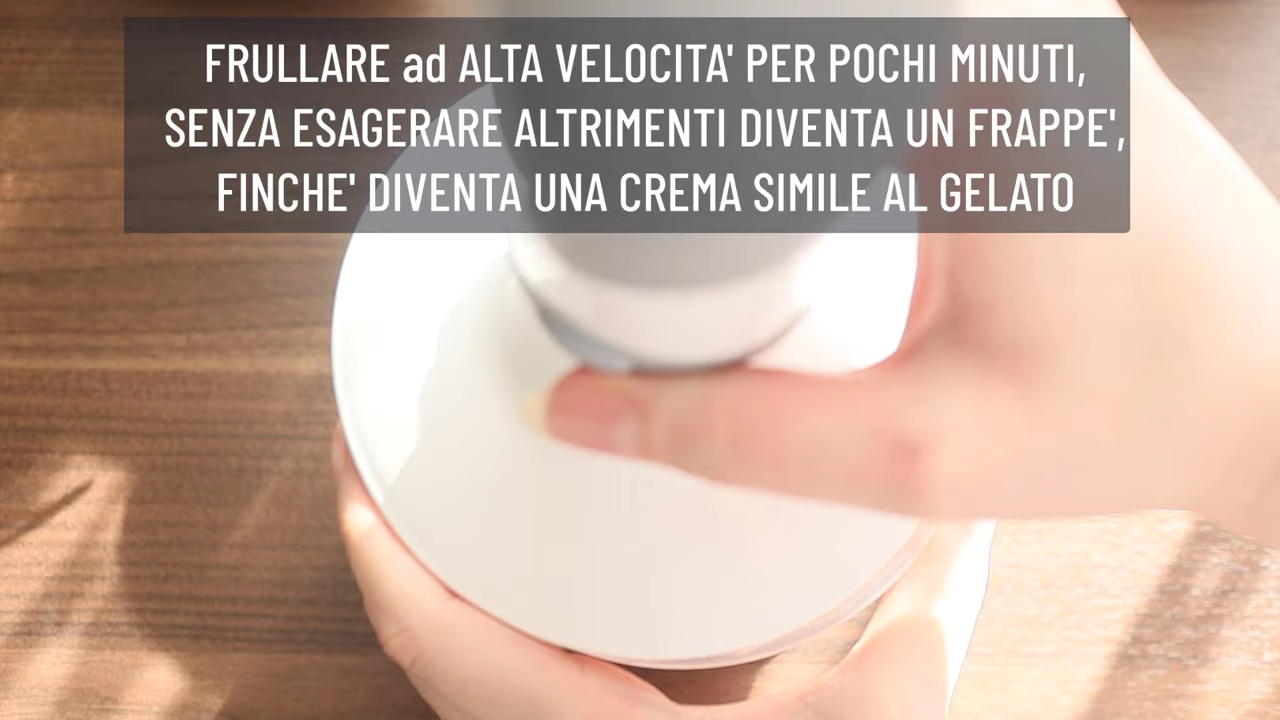 FRULLARE ad ALTA VELOCITA' PER POCHI MINUTI,
SENZA ESAGERARE ALTRIMENTI DIVENTA UN FRAPPE',
FINCHE' DIVENTA UNA CREMA SIMILE AL GELATO